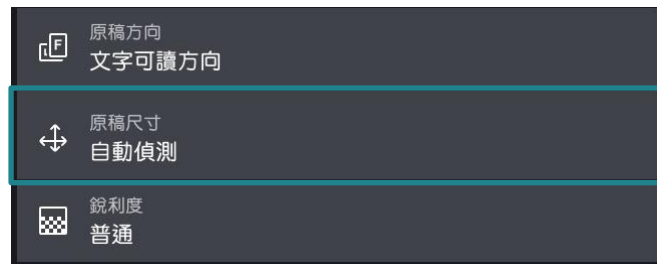 原稿方向
文字可讀方向
原稿尺寸
自動偵測
銳利度
普通